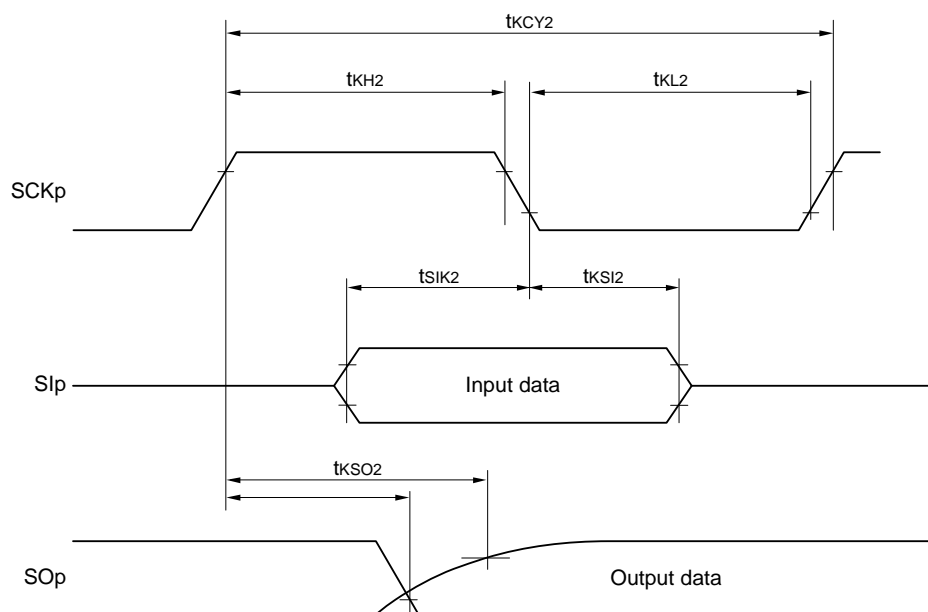 tKCY2
tKH2
tKL2
SCKp
tSIK2
tKSI2
SIp
Input data
tKSO2
SOp
Output data